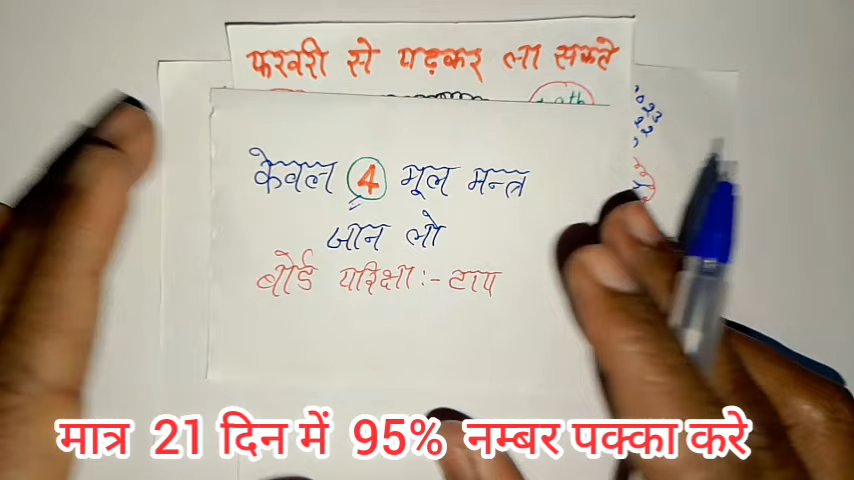 फरवरी से पढ़कर ला सकते
केवल 4 मूल मन्त्र
जान लो
बोर्ड परिक्षा:- टाप
मात्र 21 दिन में 95% नम्बर पक्का करे